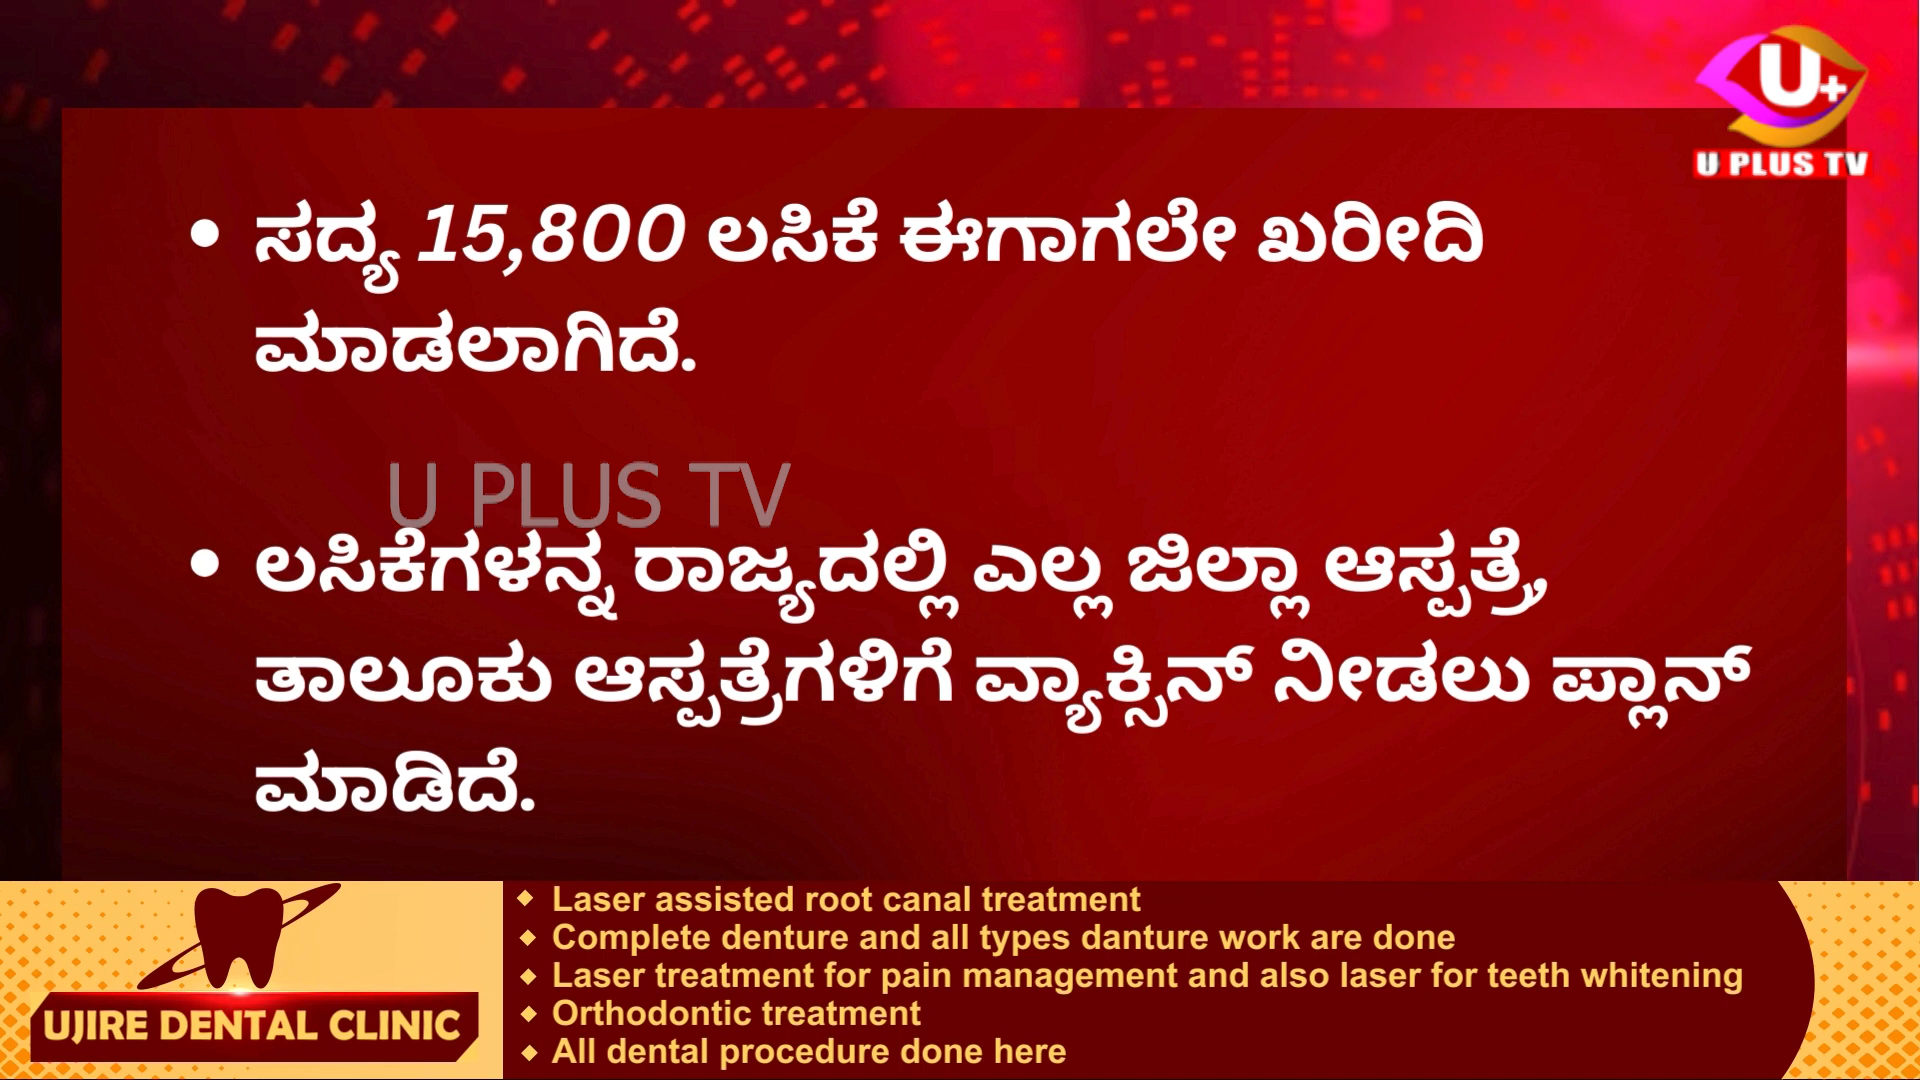 U+
U PLUS TV
• ಸದ್ಯ 15,800 ಲಸಿಕೆ ಈಗಾಗಲೇ ಖರೀದಿ
ಮಾಡಲಾಗಿದೆ.
U PLUS TV
• ಲಸಿಕೆಗಳನ್ನ ರಾಜ್ಯದಲ್ಲಿ ಎಲ್ಲ ಜಿಲ್ಲಾ ಆಸ್ಪತ್ರೆ,
ತಾಲೂಕು ಆಸ್ಪತ್ರೆಗಳಿಗೆ ವ್ಯಾಕ್ಸಿನ್ ನೀಡಲು ಪ್ಲಾನ್
ಮಾಡಿದೆ.
UJIRE DENTAL CLINIC
Laser assisted root canal treatment
Complete denture and all types danture work are done
Laser treatment for pain management and also laser for teeth whitening
Orthodontic treatment
All dental procedure done here